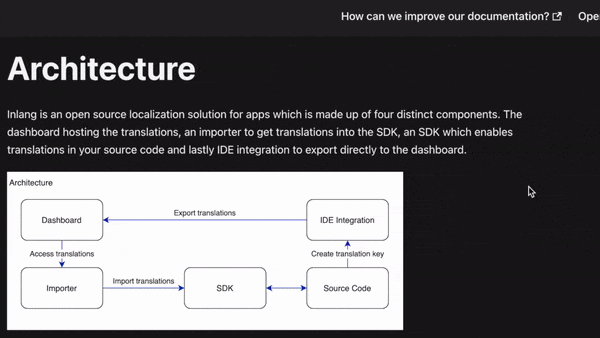 How can we improve our documentation? Ope
Architecture
Inlang is an open source localization solution for apps which is made up of four distinct components. The
dashboard hosting the translations, an importer to get translations into the SDK, an SDK which enables
translations in your source code and lastly IDE integration to export directly to the dashboard.
Architecture
Dashboard
Export translations
IDE Integration
Access translations
Create translation key
Importer
Import translations
SDK
Source Code